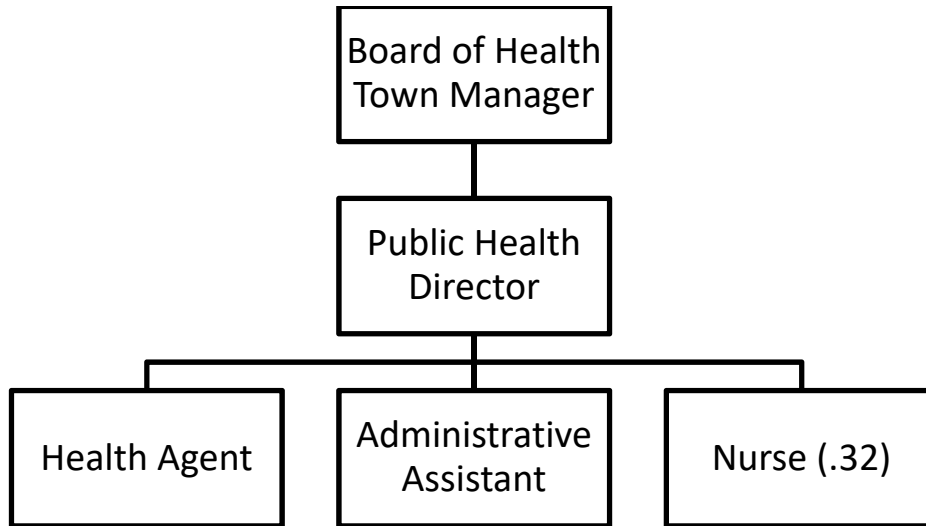 Board of Health
Town Manager
Public Health
Director
Health Agent
Administrative
Assistant
Nurse (.32)